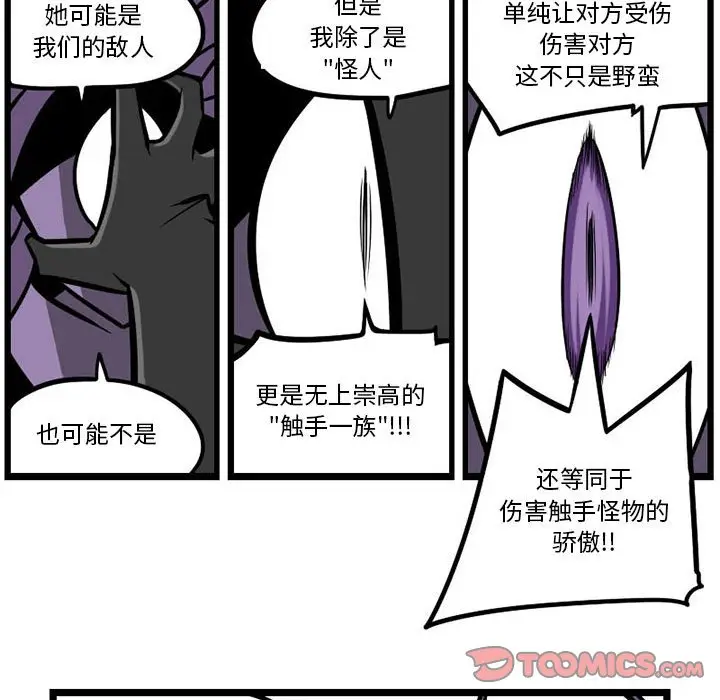 她可能是
我们的敌人
也可能不是
但是
我除了是
"怪人"
更是无上崇高的
"触手一族"!!!
单纯让对方受伤
伤害对方
这不只是野蛮
还等同于
伤害触手怪物的
骄傲!!
TOOMICS.COM